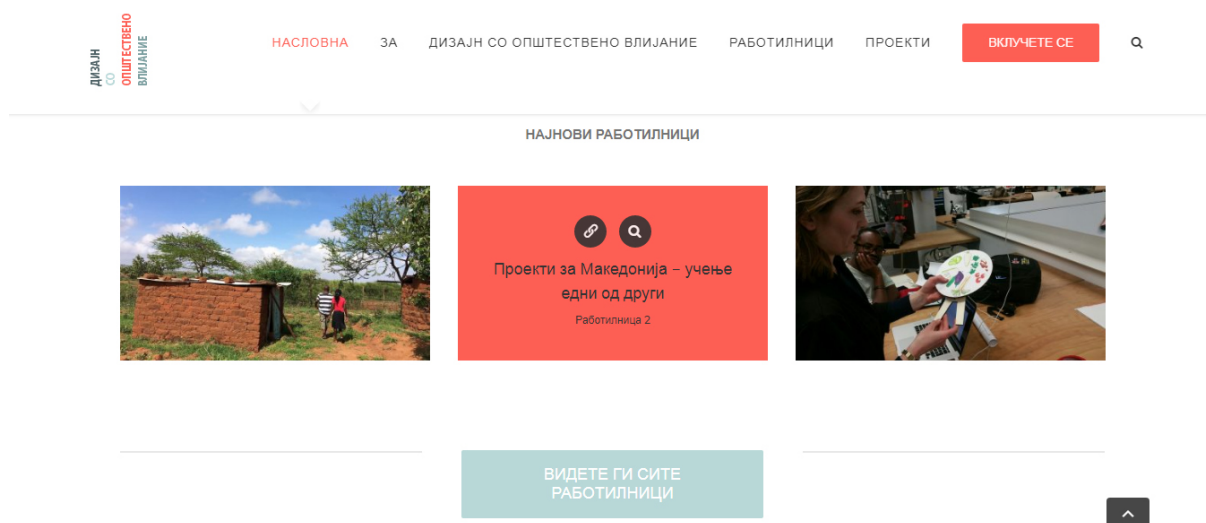 ДИЗАЈН
СО
ОПШТЕСТВЕНО
ВЛИЈАНИЕ
НАСЛОВНА
ЗА
ДИЗАЈН СО ОПШТЕСТВЕНО ВЛИЈАНИЕ
РАБОТИЛНИЦИ
ПРОЕКТИ
ВКЛУЧЕТЕ СЕ
НАЈНОВИ РАБОТИЛНИЦИ
Проекти за Македонија – учење
едни од други
Работилница 2
ВИДЕТЕ ГИ СИТЕ
РАБОТИЛНИЦИ